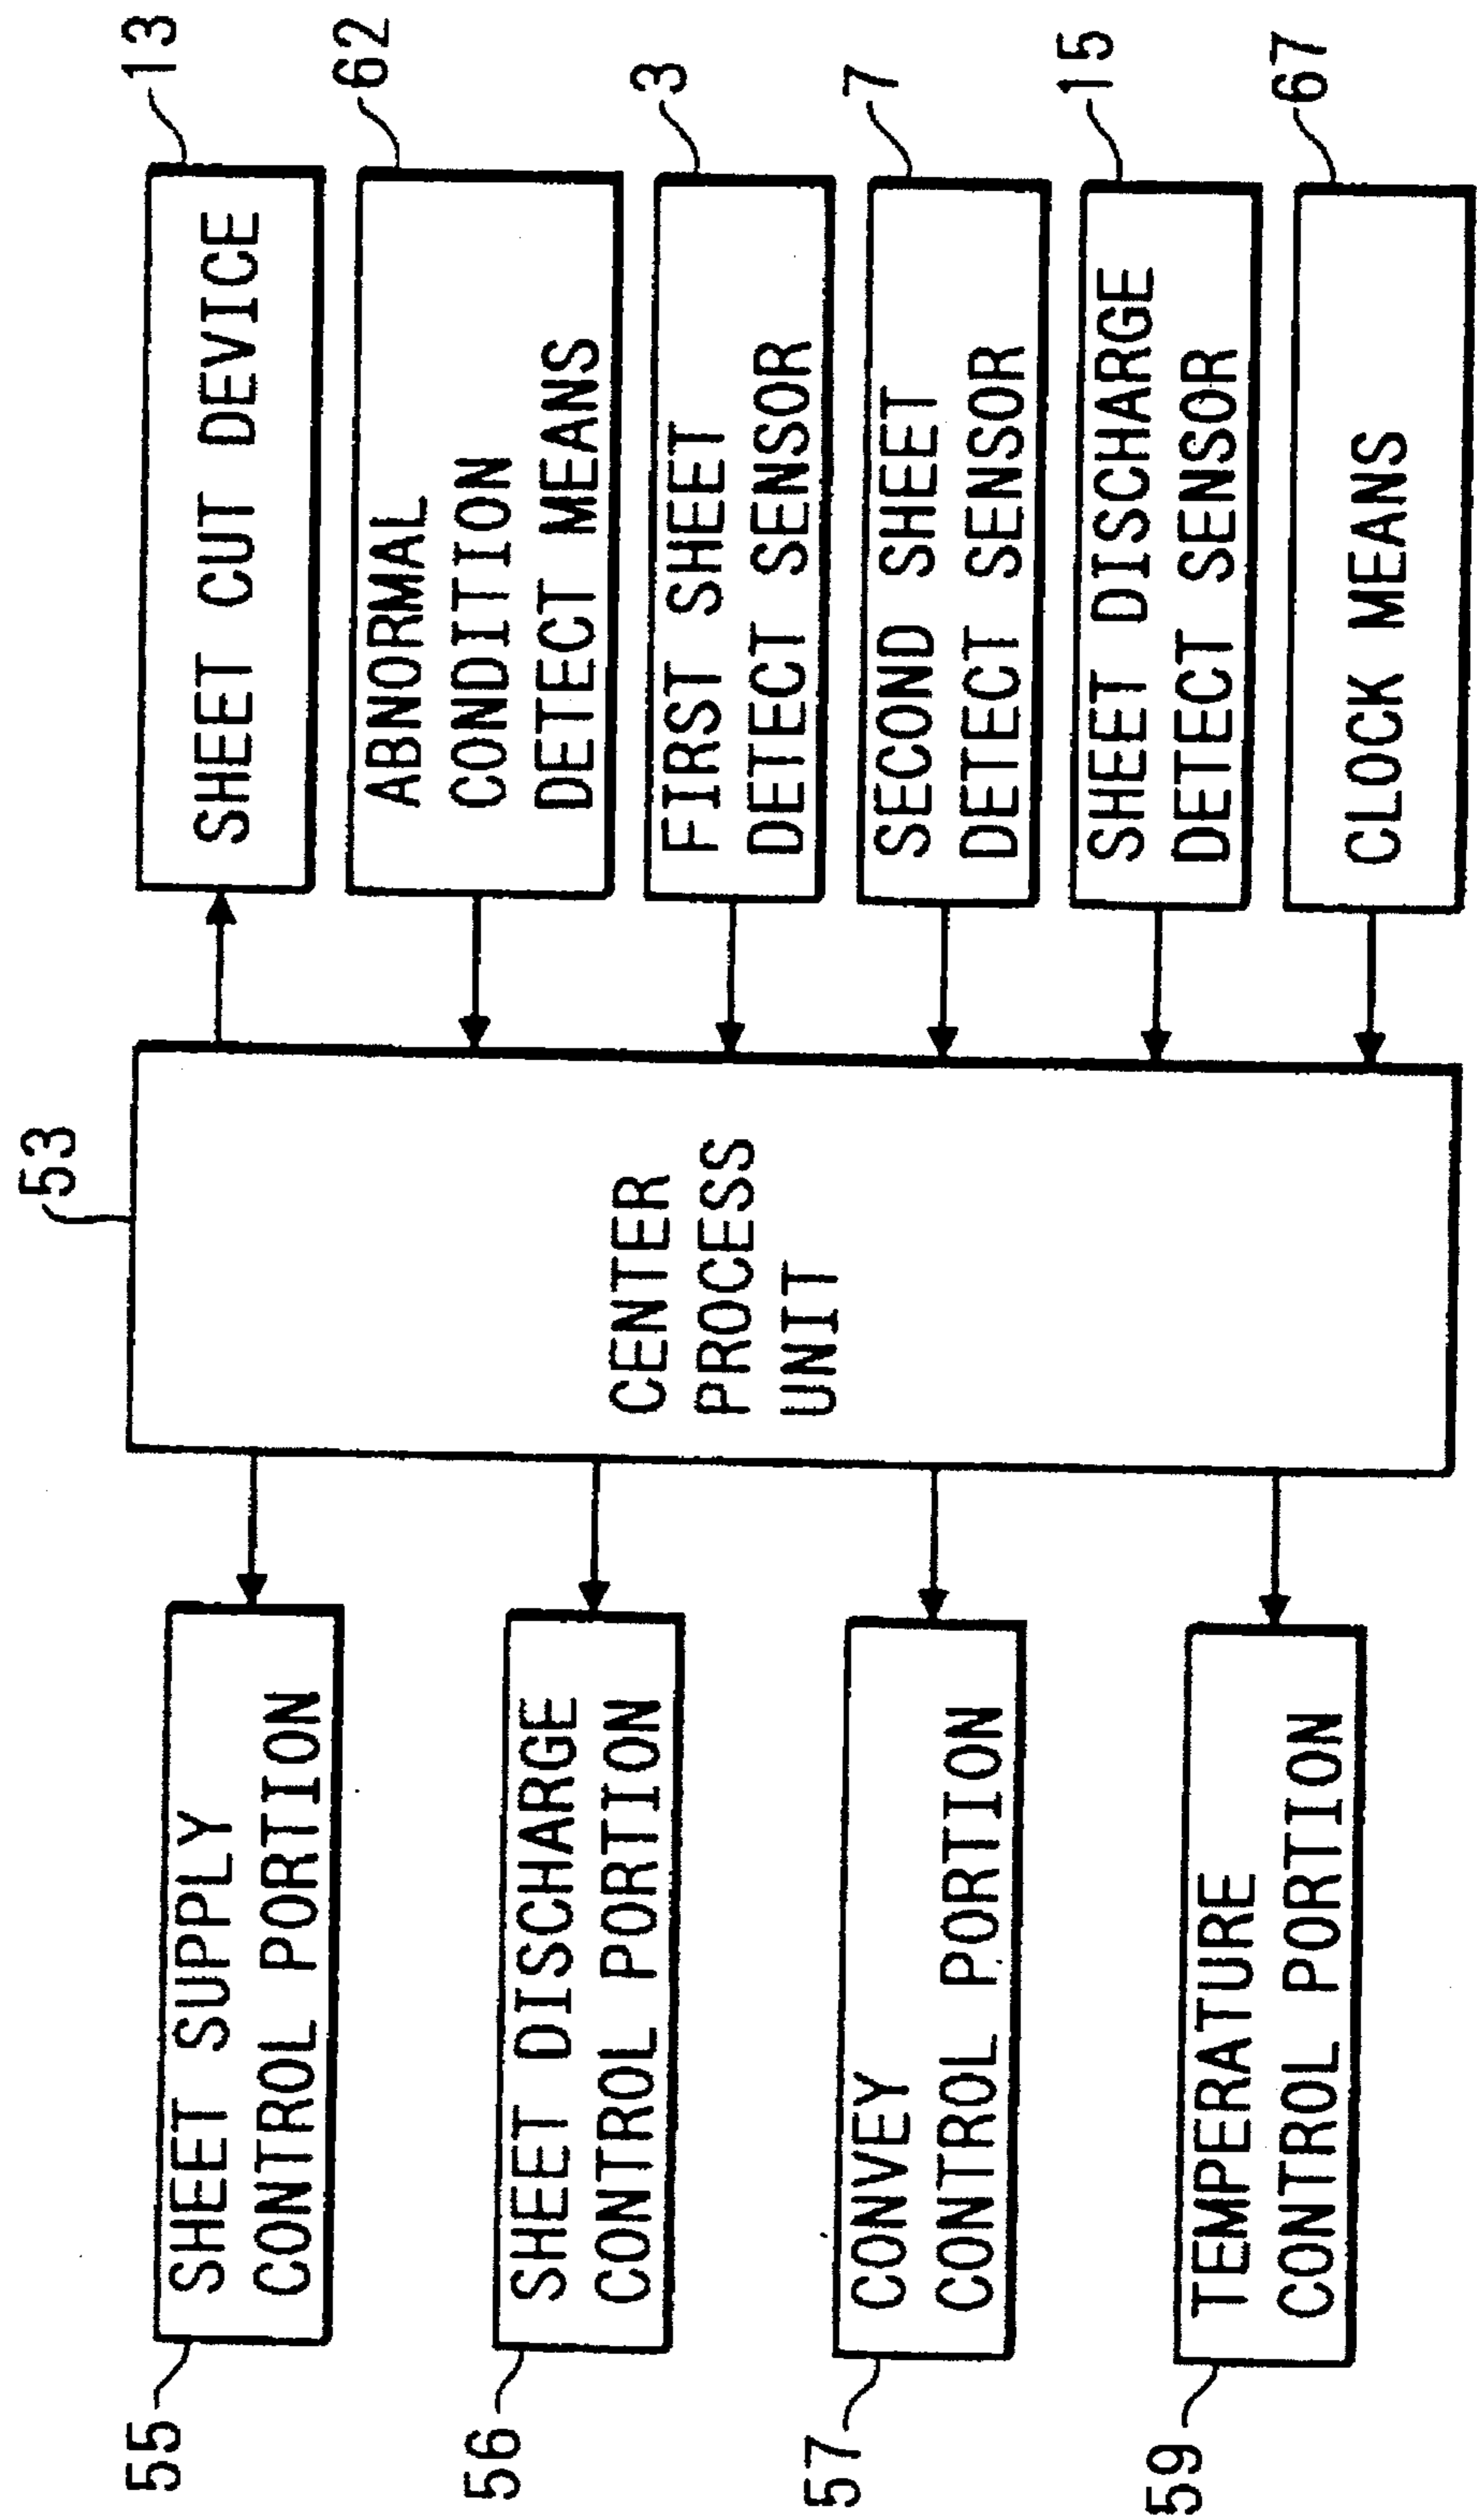 53
55
SHEET SUPPLY
CONTROL PORTION
56
SHEET DISCHARGE
CONTROL PORTION
57
CONVEY
CONTROL PORTION
59
TEMPERATURE
CONTROL PORTION
CENTER
PROCESS
UNIT
SHEET CUT DEVICE
13
ABNORMAL
CONDITION
DETECT MEANS
62
FIRST SHEET
DETECT SENSOR
3
SECOND SHEET
DETECT SENSOR
7
SHEET DISCHARGE
DETECT SENSOR
15
CLOCK MEANS
67